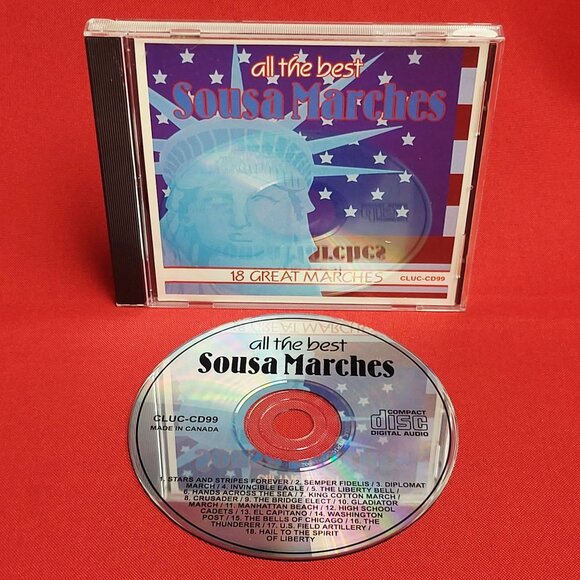 all the best
Sousa Marches
18 GREAT MARCHES
CLUC-CD99
all the best
Sousa Marches
CLUC-CD99
MADE IN CANADA
COMPACT
disc
DIGITAL AUDIO
1. STARS AND STRIPES FOREVER / 2. SEMPER FIDELIS / 3. DIPLOMAT
MARCH / 4. INVINCIBLE EAGLE / 5. THE LIBERTY BELL /
6. HANDS ACROSS THE SEA / 7. KING COTTON MARCH /
8. CRUSADER / 9. THE BRIDGE ELECT / 10. GLADIATOR
MARCH / 11. MANHATTAN BEACH / 12. HIGH SCHOOL
CADETS / 13. EL CAPITANO / 14. WASHINGTON
POST / 15. THE BELLS OF CHICAGO / 16. THE
THUNDERER / 17. U.S. FIELD ARTILLERY /
18. HAIL TO THE SPIRIT
OF LIBERTY